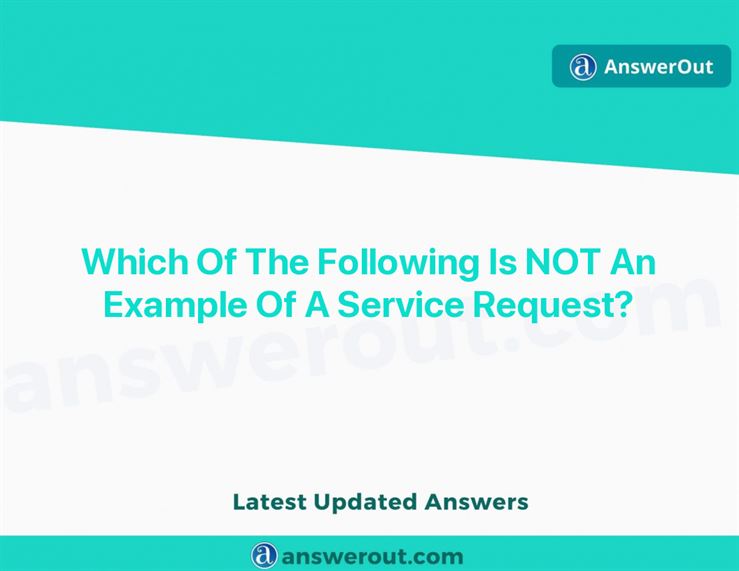 AnswerOut
Which Of The Following Is NOT An
Example Of A Service Request?
answerout.com
Latest Updated Answers
answerout.com